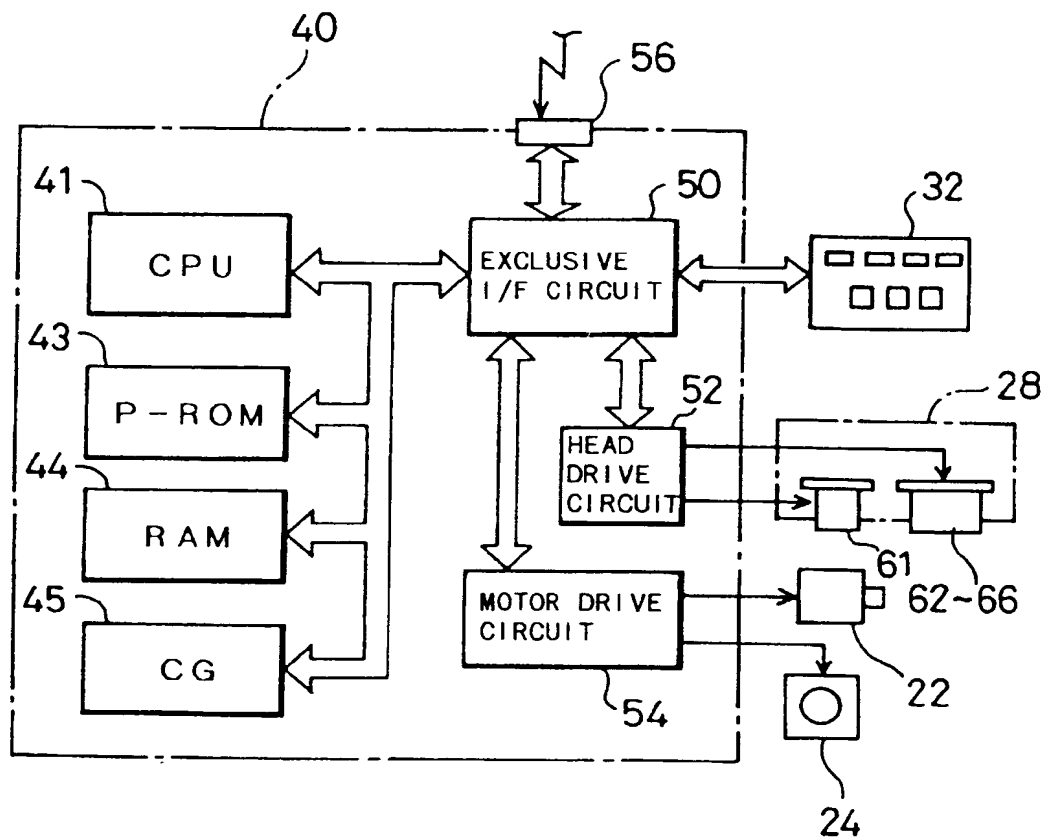 40
56
41
50
32
CPU
EXCLUSIVE
I/F CIRCUIT
43
P-ROM
52
28
HEAD
DRIVE
CIRCUIT
44
RAM
61
62~66
45
MOTOR DRIVE
CIRCUIT
CG
54
22
24